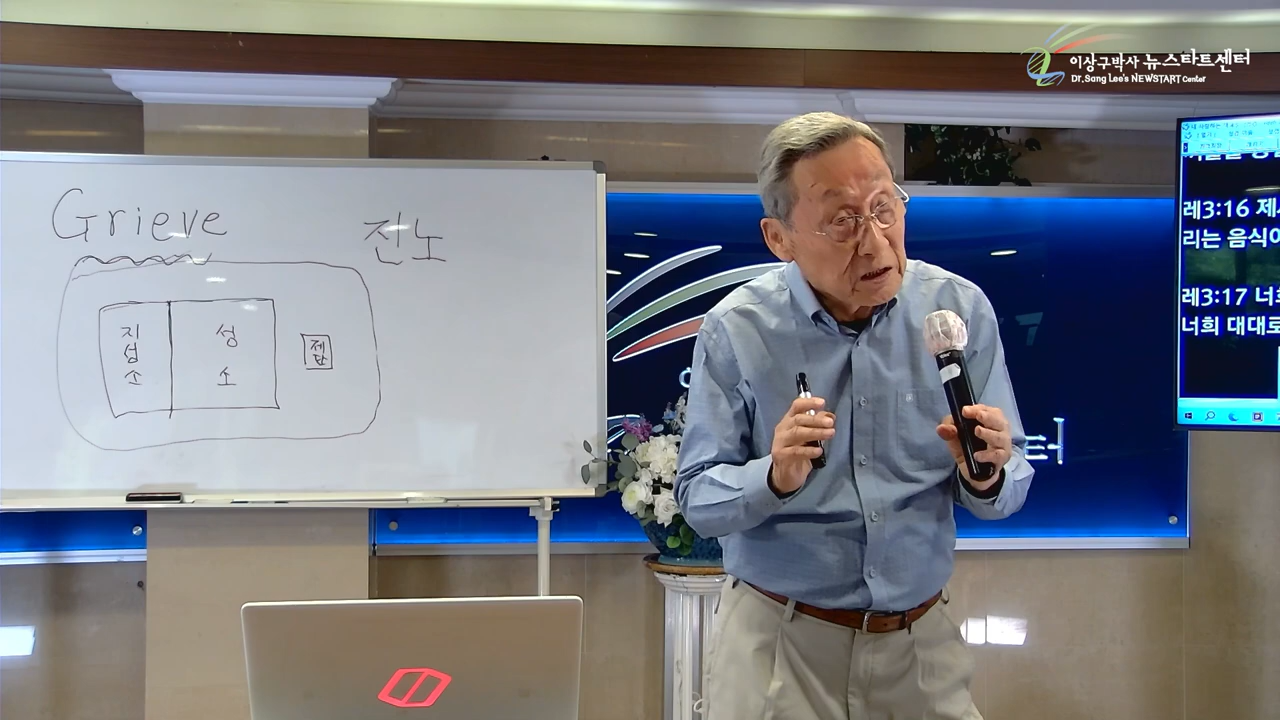 이상구박사 뉴스타트센터
Dr. Sang Lee's NEWSTART Center
Grieve
진노
지성소
성소
제단
레3:16 제
리는 음식이
레3:17 너희
너희 대대로
터